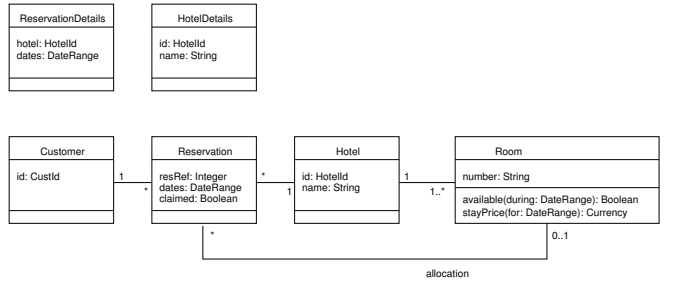 ReservationDetails
hotel: HotelId
dates: DateRange
HotelDetails
id: HotelId
name: String
Customer
id: CustId
1
*
Reservation
resRef: Integer
dates: DateRange
claimed: Boolean
*
1
Hotel
id: HotelId
name: String
1
1..*
Room
number: String
available(during: DateRange): Boolean
stayPrice(for: DateRange): Currency
*
0..1
allocation